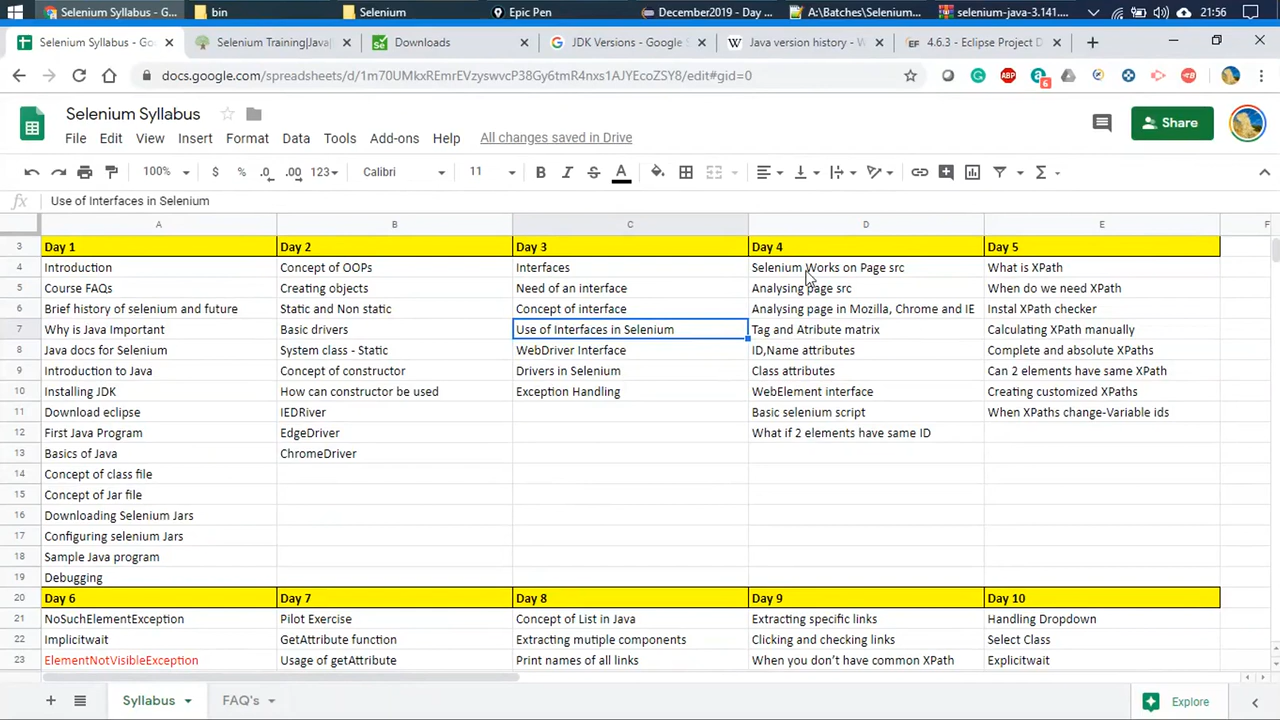 Selenium Syllabus - Go
bin
Selenium
Epic Pen
December2019 - Day ...
A:\Batches\Selenium...
selenium-java-3.141....
21:56
Selenium Syllabus - Goo
Selenium Training|Java|
Downloads
JDK Versions - Google S
Java version history - W
4.6.3 - Eclipse Project D
docs.google.com/spreadsheets/d/1m70UMkxREmrEVzyswvcP38Gy6tmR4nxs1AJYEcoZSY8/edit#gid=0
ABP
6
Selenium Syllabus
File Edit View Insert Format Data Tools Add-ons Help All changes saved in Drive
Share
100% $ % .0 .00 123 Calibri 11 B I S A
fx Use of Interfaces in Selenium
A B C D E F
3 Day 1 Day 2 Day 3 Day 4 Day 5
4 Introduction Concept of OOPs Interfaces Selenium Works on Page src What is XPath
5 Course FAQs Creating objects Need of an interface Analysing page src When do we need XPath
6 Brief history of selenium and future Static and Non static Concept of interface Analysing page in Mozilla, Chrome and IE Instal XPath checker
7 Why is Java Important Basic drivers Use of Interfaces in Selenium Tag and Atribute matrix Calculating XPath manually
8 Java docs for Selenium System class - Static WebDriver Interface ID,Name attributes Complete and absolute XPaths
9 Introduction to Java Concept of constructor Drivers in Selenium Class attributes Can 2 elements have same XPath
10 Installing JDK How can constructor be used Exception Handling WebElement interface Creating customized XPaths
11 Download eclipse IEDRiver Basic selenium script When XPaths change-Variable ids
12 First Java Program EdgeDriver What if 2 elements have same ID
13 Basics of Java ChromeDriver
14 Concept of class file
15 Concept of Jar file
16 Downloading Selenium Jars
17 Configuring selenium Jars
18 Sample Java program
19 Debugging
20 Day 6 Day 7 Day 8 Day 9 Day 10
21 NoSuchElementException Pilot Exercise Concept of List in Java Extracting specific links Handling Dropdown
22 Implicitwait GetAttribute function Extracting mutiple components Clicking and checking links Select Class
23 ElementNotVisibleException Usage of getAttribute Print names of all links When you don't have common XPath Explicitwait
Syllabus FAQ's Explore